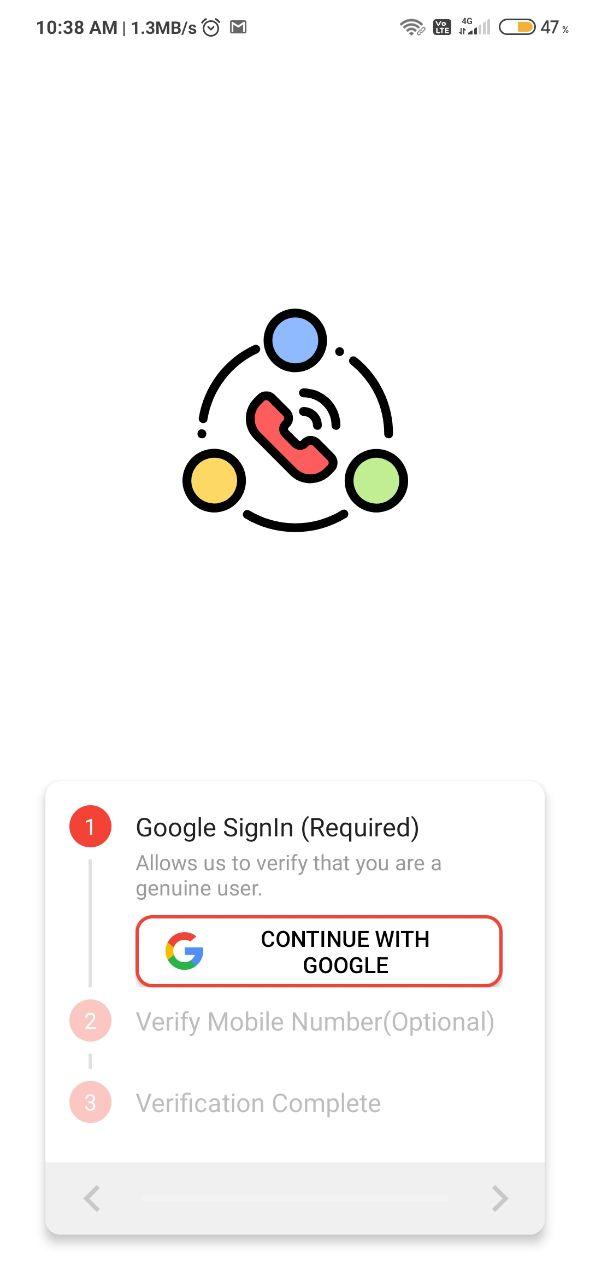 10:38 AM | 1.3MB/s Vo LTE 4G 47 %
1 Google SignIn (Required)
Allows us to verify that you are a
genuine user.
CONTINUE WITH
GOOGLE
2 Verify Mobile Number(Optional)
3 Verification Complete